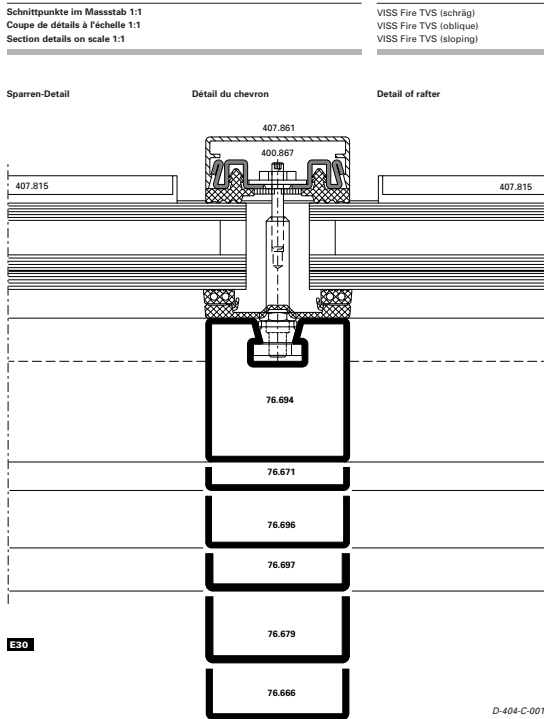 Schnittpunkte im Massstab 1:1
Coupe de détails à l'échelle 1:1
Section details on scale 1:1
VISS Fire TVS (schräg)
VISS Fire TVS (oblique)
VISS Fire TVS (sloping)
Sparren-Detail
Détail du chevron
Detail of rafter
407.861
400.867
407.815
407.815
76.694
76.671
76.696
76.697
76.679
E30
76.666
D-404-C-001